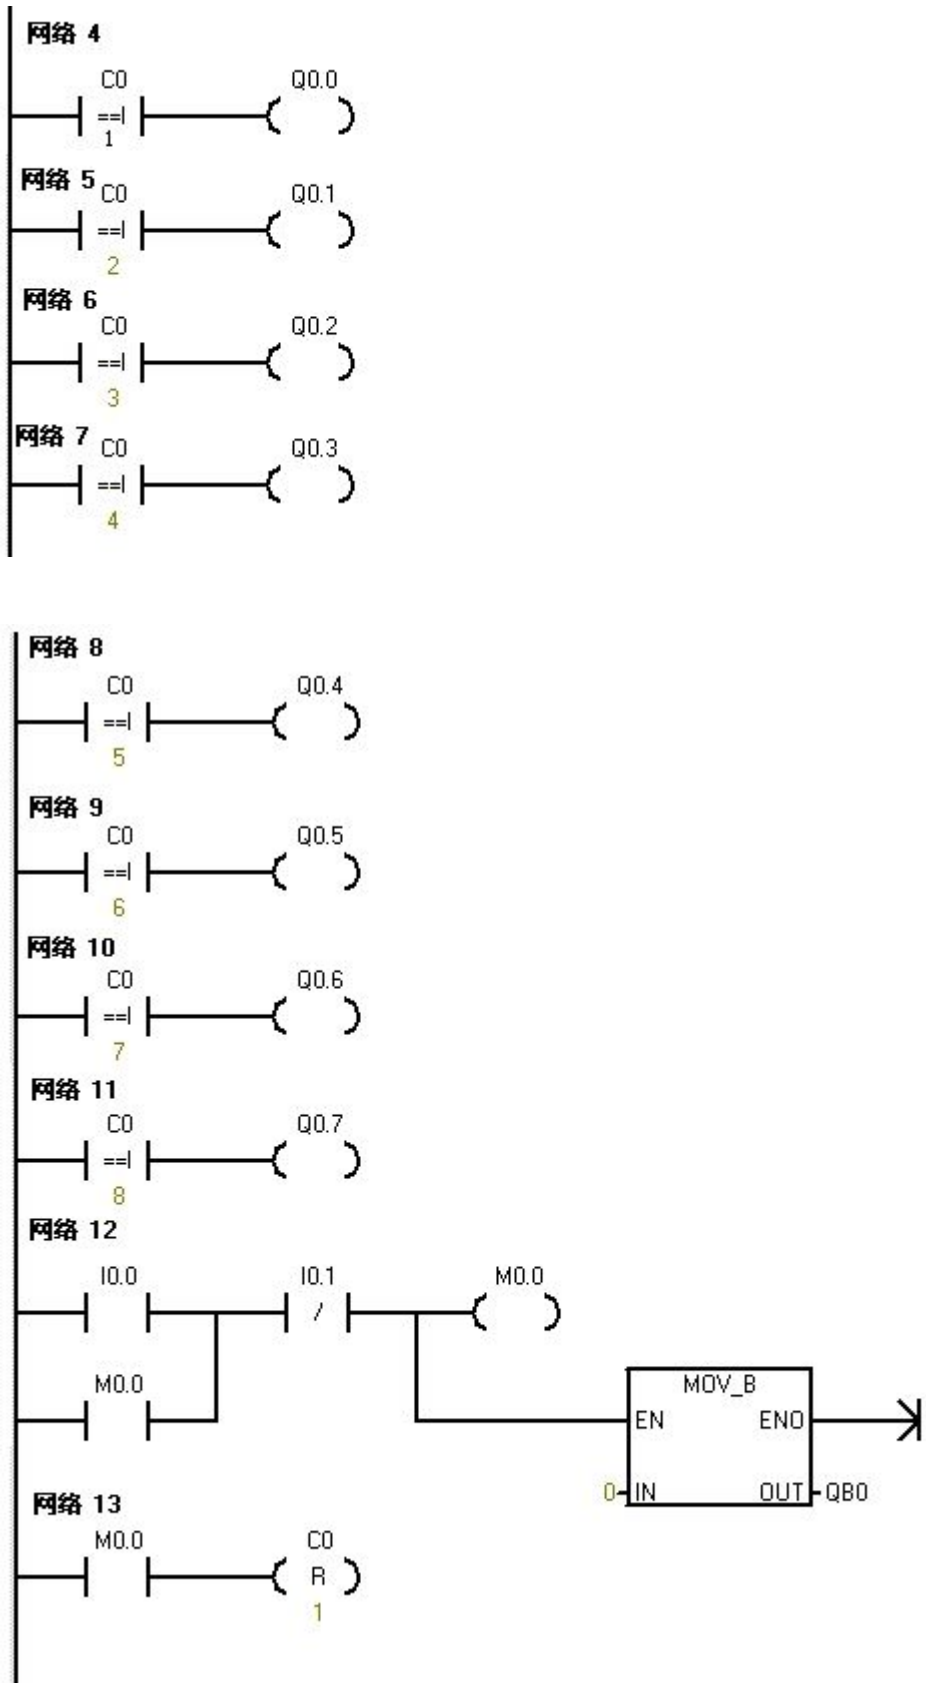 网络 4
C0 Q0.0
==I
1
网络 5
C0 Q0.1
==I
2
网络 6
C0 Q0.2
==I
3
网络 7
C0 Q0.3
==I
4
网络 8
C0 Q0.4
==I
5
网络 9
C0 Q0.5
==I
6
网络 10
C0 Q0.6
==I
7
网络 11
C0 Q0.7
==I
8
网络 12
I0.0 I0.1 M0.0
/
M0.0 MOV_B
EN ENO
0 IN OUT QB0
网络 13
M0.0 C0
R
1